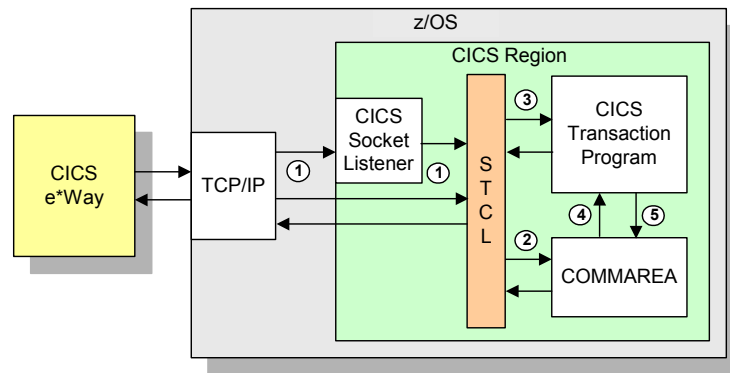 z/OS
CICS Region
CICS
e*Way
TCP/IP
1
CICS
Socket
Listener
1
S
T
C
L
3
CICS
Transaction
Program
4
5
2
COMMAREA